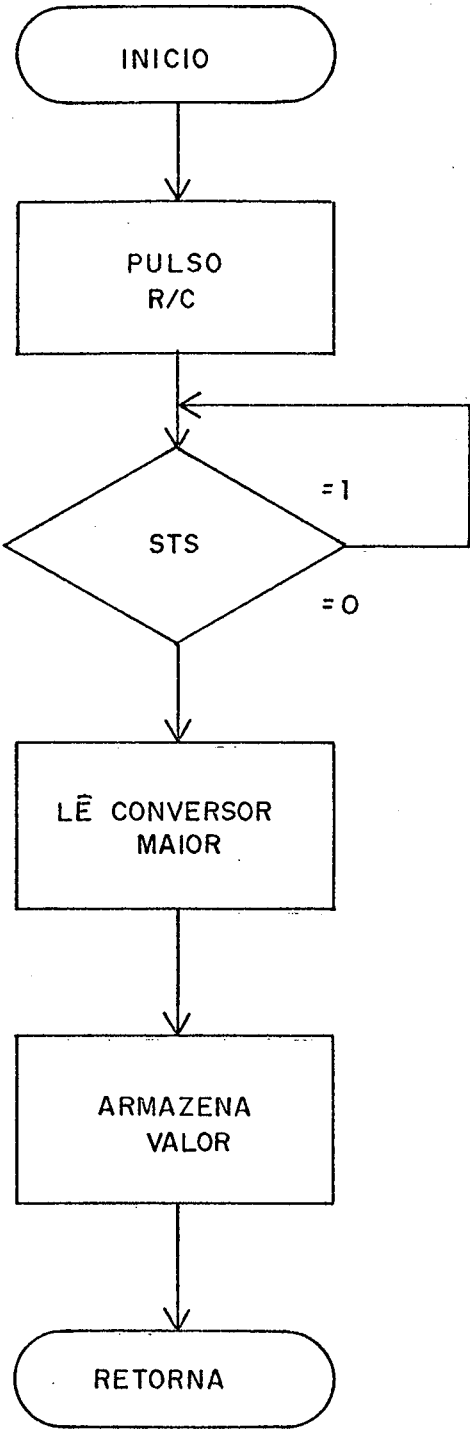 INICIO
PULSO
R/C
=1
STS
=0
LÊ CONVERSOR
MAIOR
ARMAZENA
VALOR
RETORNA